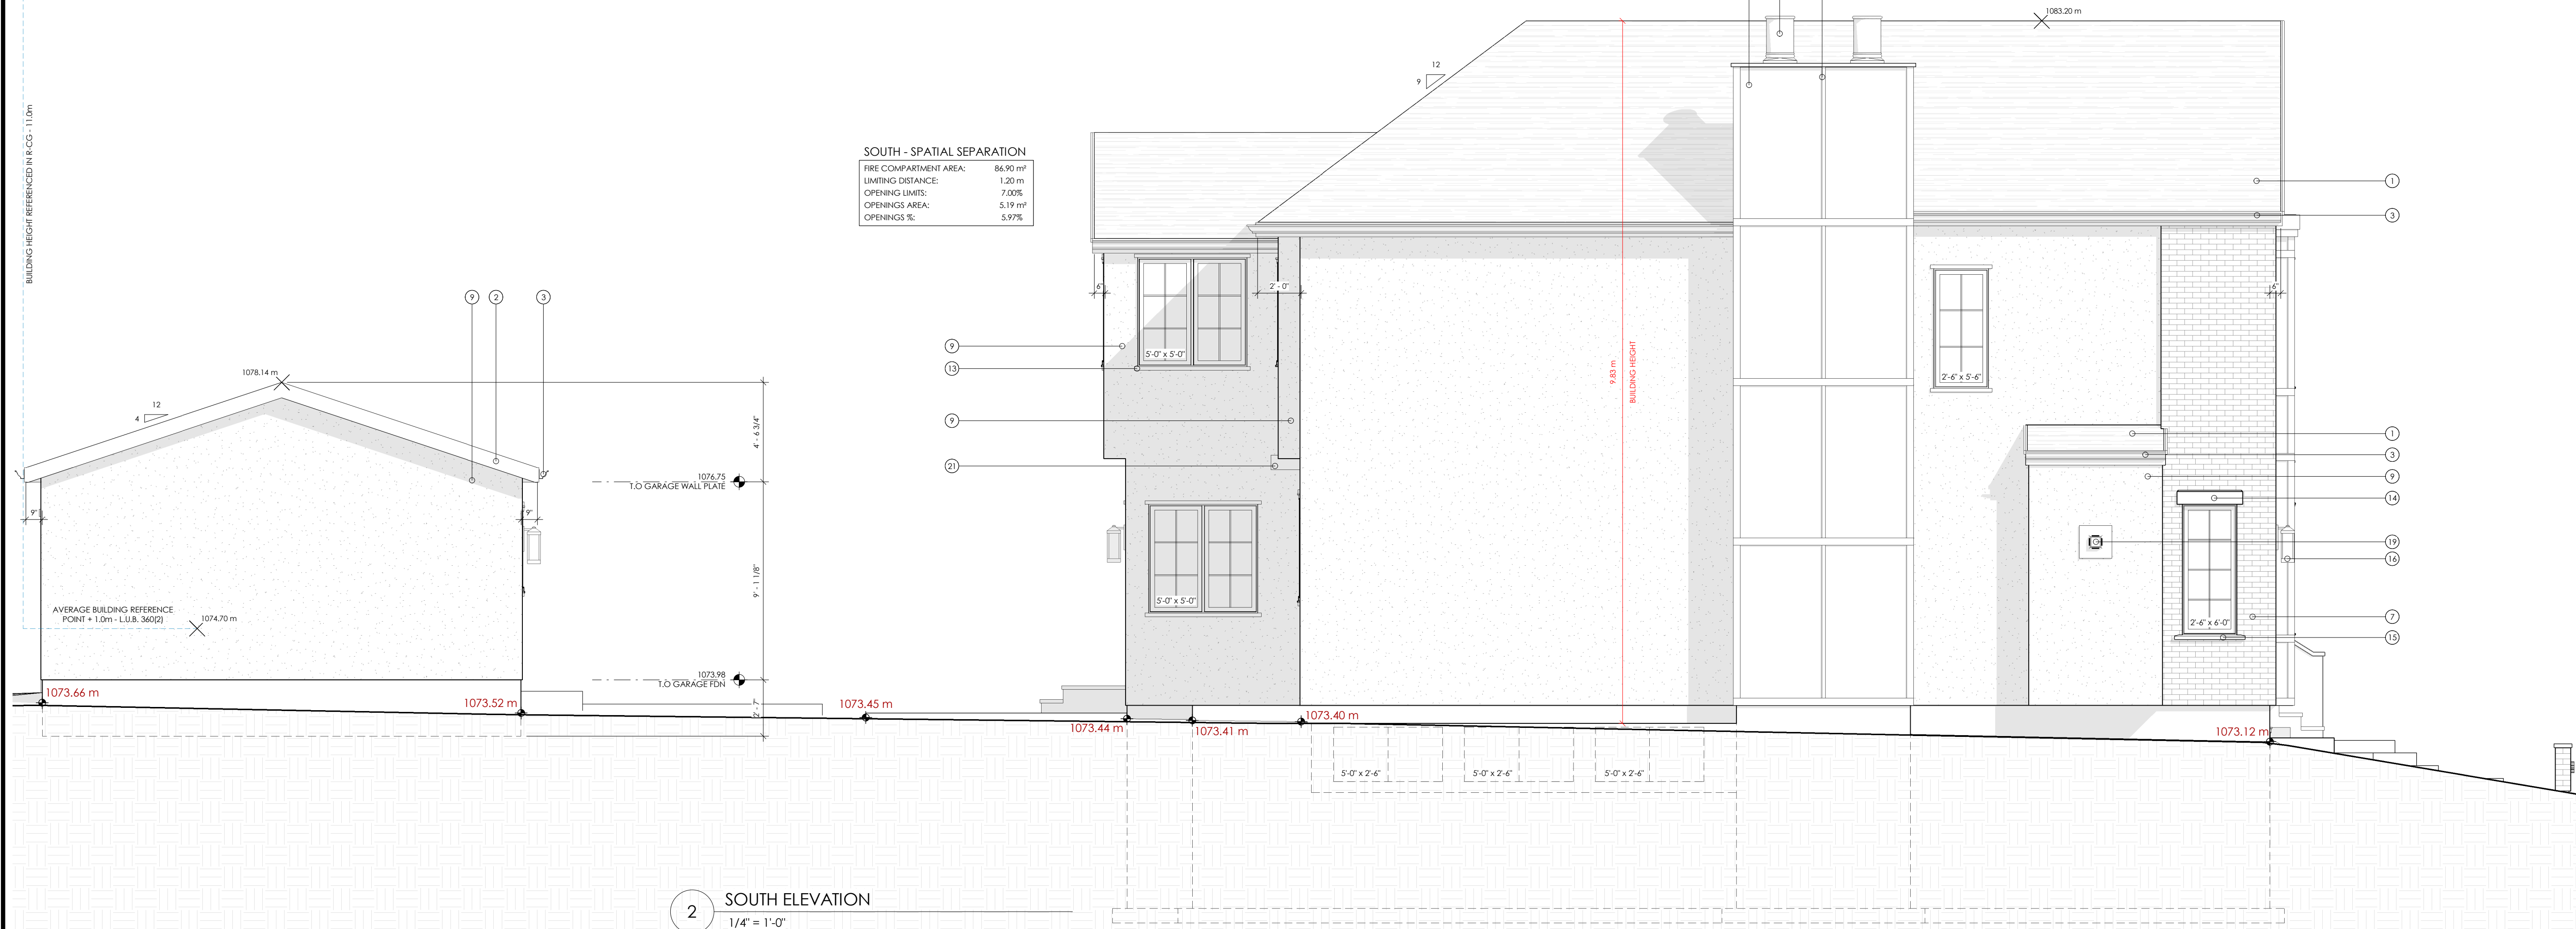 1083.20 m
12
9
BUILDING HEIGHT REFERENCED IN R-CG - 11.0m
SOUTH - SPATIAL SEPARATION
FIRE COMPARTMENT AREA: 86.90 m²
LIMITING DISTANCE: 1.20 m
OPENING LIMITS: 7.00%
OPENINGS AREA: 5.19 m²
OPENINGS %: 5.97%
1
3
6"
2' - 0"
6"
9
2
3
9
13
5'-0" x 5'-0"
9.83 m
BUILDING HEIGHT
2'-6" x 5'-6"
1078.14 m
12
4
4' - 6 3/4"
9
21
1
3
9
14
1076.75
T.O GARAGE WALL PLATE
9"
9"
19
16
9' - 1 1/8"
5'-0" x 5'-0"
AVERAGE BUILDING REFERENCE
POINT + 1.0m - L.U.B. 360(2)
1074.70 m
2'-6" x 6'-0"
7
15
1073.98
T.O GARAGE FDN
1073.66 m
1073.52 m
2' - 7"
1073.45 m
1073.44 m
1073.41 m
1073.40 m
1073.12 m
5'-0" x 2'-6"
5'-0" x 2'-6"
5'-0" x 2'-6"
2
SOUTH ELEVATION
1/4" = 1'-0"